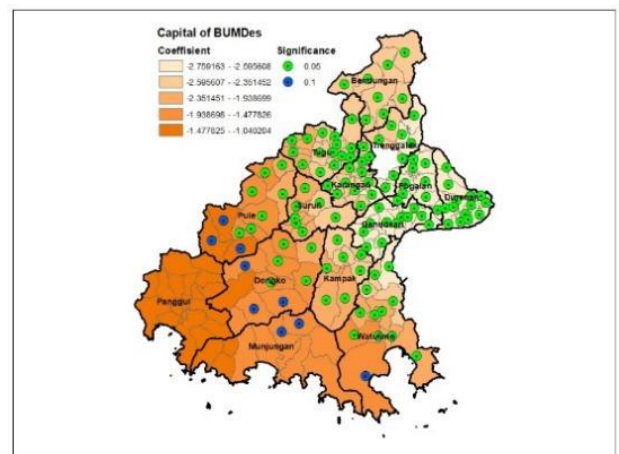 Capital of BUMDes
Coeffisient Significance
-2.759163 - -2.595608 0.05
-2.595607 - -2.351452 0.1
-2.351451 - -1.938699
-1.938698 - -1.477826
-1.477825 - -1.040204
Bendungan
Trenggalek
Tugu
Karangan
Pogalan
Durenan
Suruh
Gandusari
Pule
Dongko
Kampak
Panggul
Munjungan
Watulimo